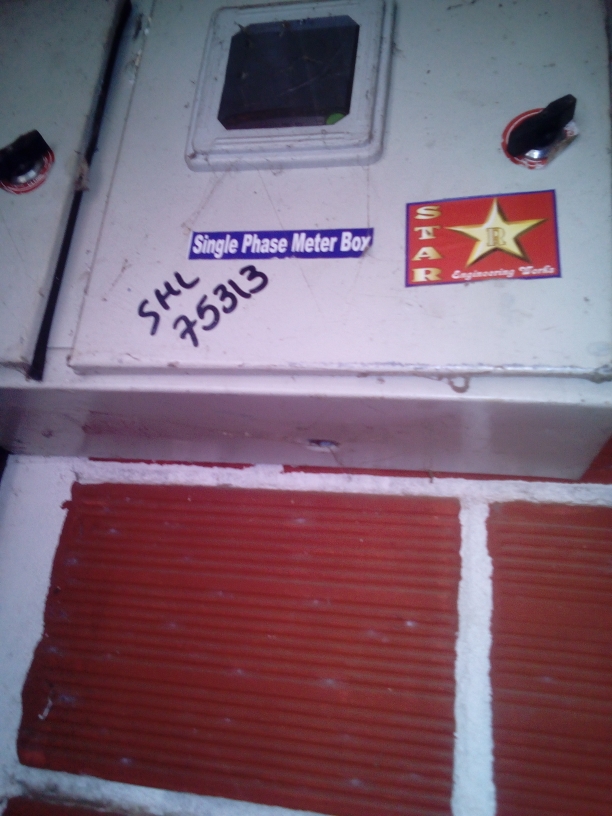 Single Phase Meter Box
STAR
R
Engineering Works
SHL
75313